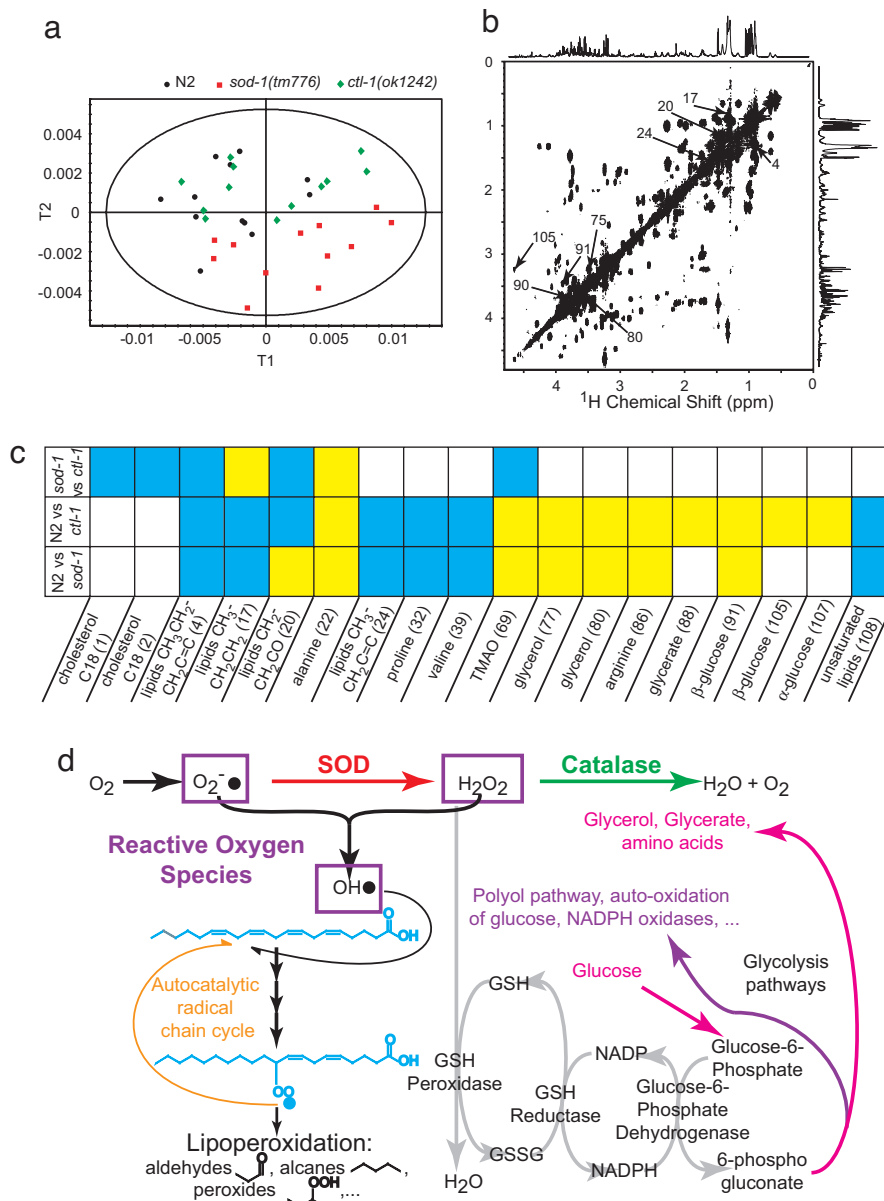 a
N2 sod-1(tm776) ctl-1(ok1242)
0.004
0.002
0
-0.002
-0.004
T2
-0.01 -0.005 0 0.005 0.01
T1
b
0
1
2
3
4
17
20
24
4
105
91
75
90
80
4 3 2 1 0
1H Chemical Shift (ppm)
c
sod-1 vs ctl-1
N2 vs ctl-1
N2 vs sod-1
cholesterol C18 (1)
cholesterol C18 (2)
lipids CH3CH2- CH2C=C (4)
lipids CH3- CH2CH2 (17)
lipids CH2- CH2CO (20)
alanine (22)
lipids CH3- CH2C=C (24)
proline (32)
valine (39)
TMAO (69)
glycerol (77)
glycerol (80)
arginine (86)
glycerate (88)
β-glucose (91)
β-glucose (105)
α-glucose (107)
unsaturated lipids (108)
d
O2 O2-● SOD H2O2 Catalase H2O + O2
Reactive Oxygen
Species
OH●
Glycerol, Glycerate,
amino acids
Polyol pathway, auto-oxidation
of glucose, NADPH oxidases, ...
O
OH
Autocatalytic
radical
chain cycle
O
OH
OO
Lipoperoxidation:
aldehydes O , alcanes ,
peroxides OOH ,...
GSH
GSH
Peroxidase
GSSG
H2O
GSH
Reductase
NADP
NADPH
Glucose
Glycolysis
pathways
Glucose-6-
Phosphate
Glucose-6-
Phosphate
Dehydrogenase
6-phospho
gluconate